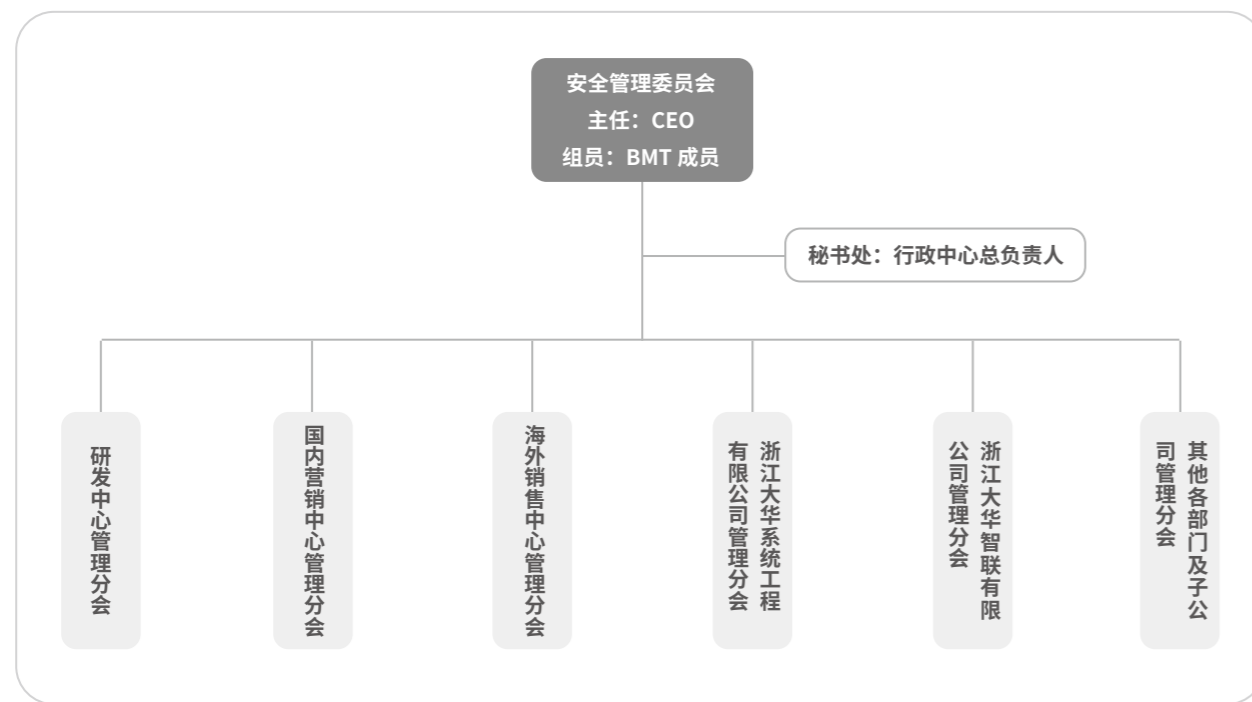 安全管理委员会
主任：CEO
组员：BMT 成员
秘书处：行政中心总负责人
研发中心管理分会
国内营销中心管理分会
海外销售中心管理分会
浙江大华系统工程
有限公司管理分会
浙江大华智联有限
公司管理分会
其他各部门及子公
司管理分会